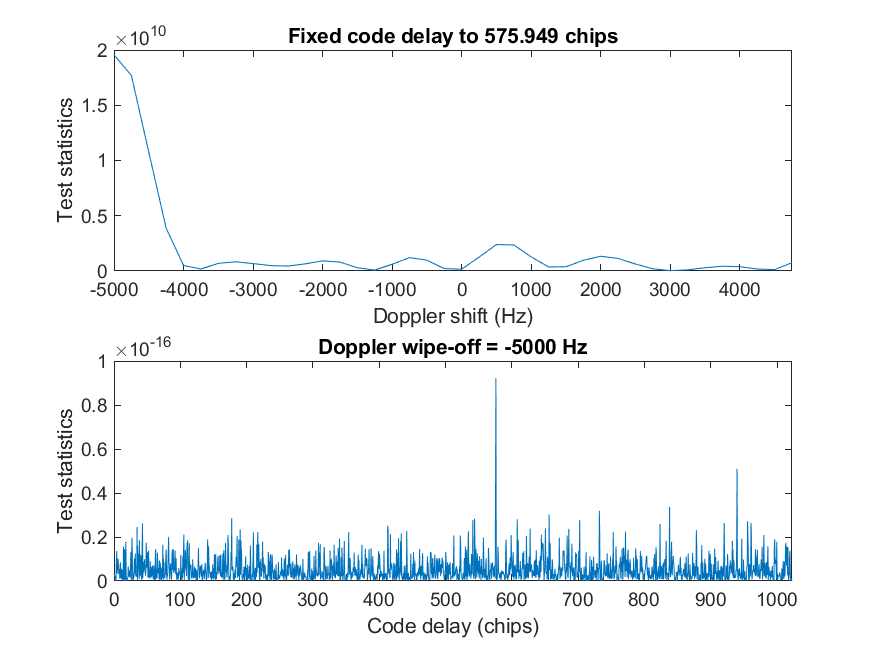 ×10^10
Fixed code delay to 575.949 chips
2
1.5
1
0.5
0
Test statistics
-5000 -4000 -3000 -2000 -1000 0 1000 2000 3000 4000
Doppler shift (Hz)
×10^-16
Doppler wipe-off = -5000 Hz
1
0.8
0.6
0.4
0.2
0
Test statistics
0 100 200 300 400 500 600 700 800 900 1000
Code delay (chips)